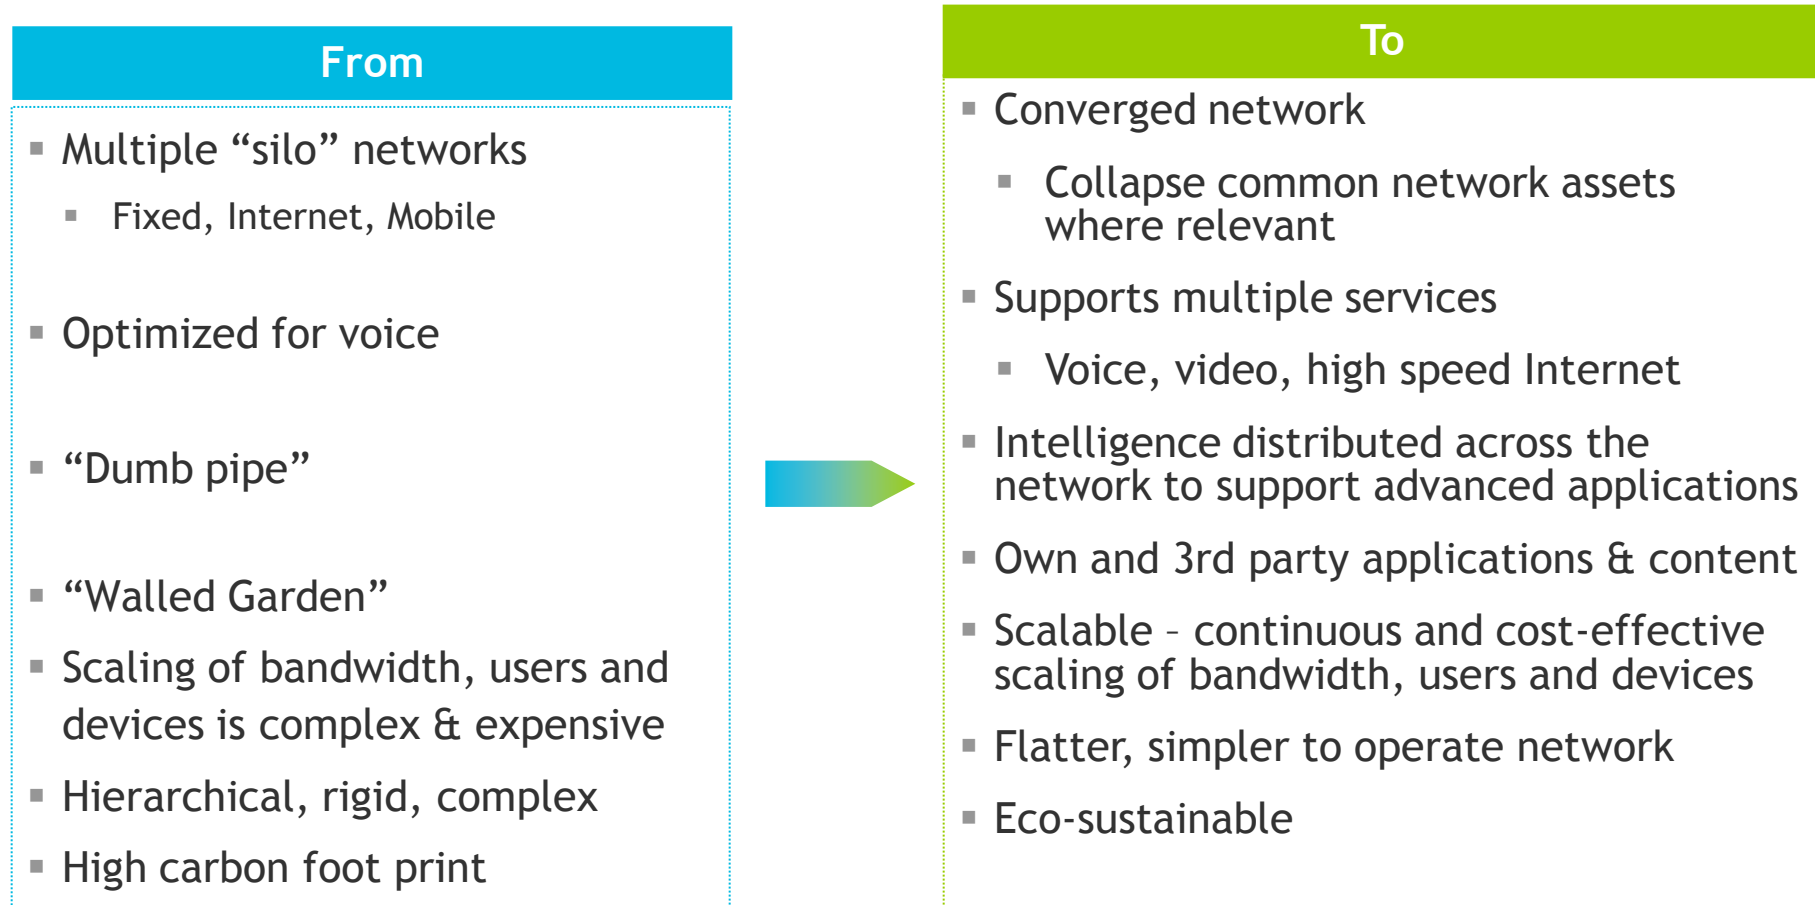 From
Multiple “silo” networks
Fixed, Internet, Mobile
Optimized for voice
“Dumb pipe”
“Walled Garden”
Scaling of bandwidth, users and
devices is complex & expensive
Hierarchical, rigid, complex
High carbon foot print
To
Converged network
Collapse common network assets
where relevant
Supports multiple services
Voice, video, high speed Internet
Intelligence distributed across the
network to support advanced applications
Own and 3rd party applications & content
Scalable – continuous and cost-effective
scaling of bandwidth, users and devices
Flatter, simpler to operate network
Eco-sustainable